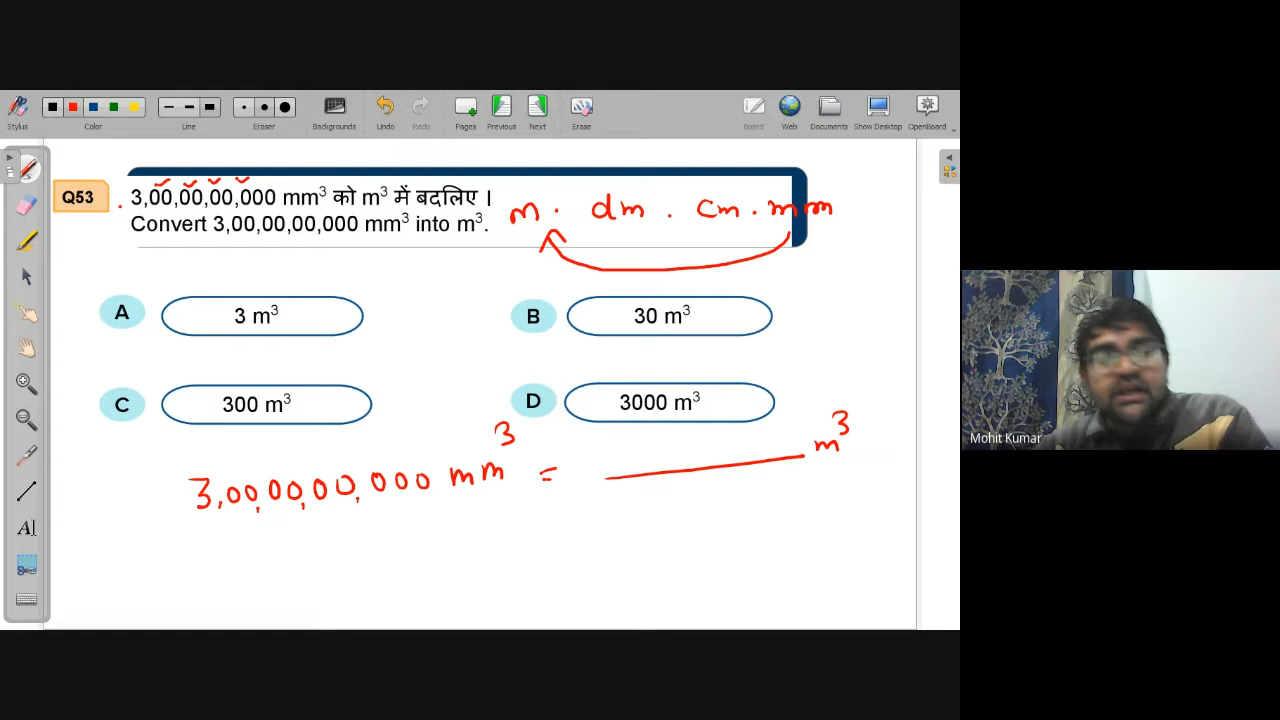 Stylus Color Line Eraser Backgrounds Undo Redo Pages Previous Next Erase Board Web Documents Show Desktop OpenBoard
Q53
3,00,00,00,000 mm³ को m³ में बदलिए ।
Convert 3,00,00,00,000 mm³ into m³.
m . dm . cm . mm
A 3 m³
B 30 m³
C 300 m³
D 3000 m³
3,00,00,00,000 mm³ = ______ m³
Mohit Kumar